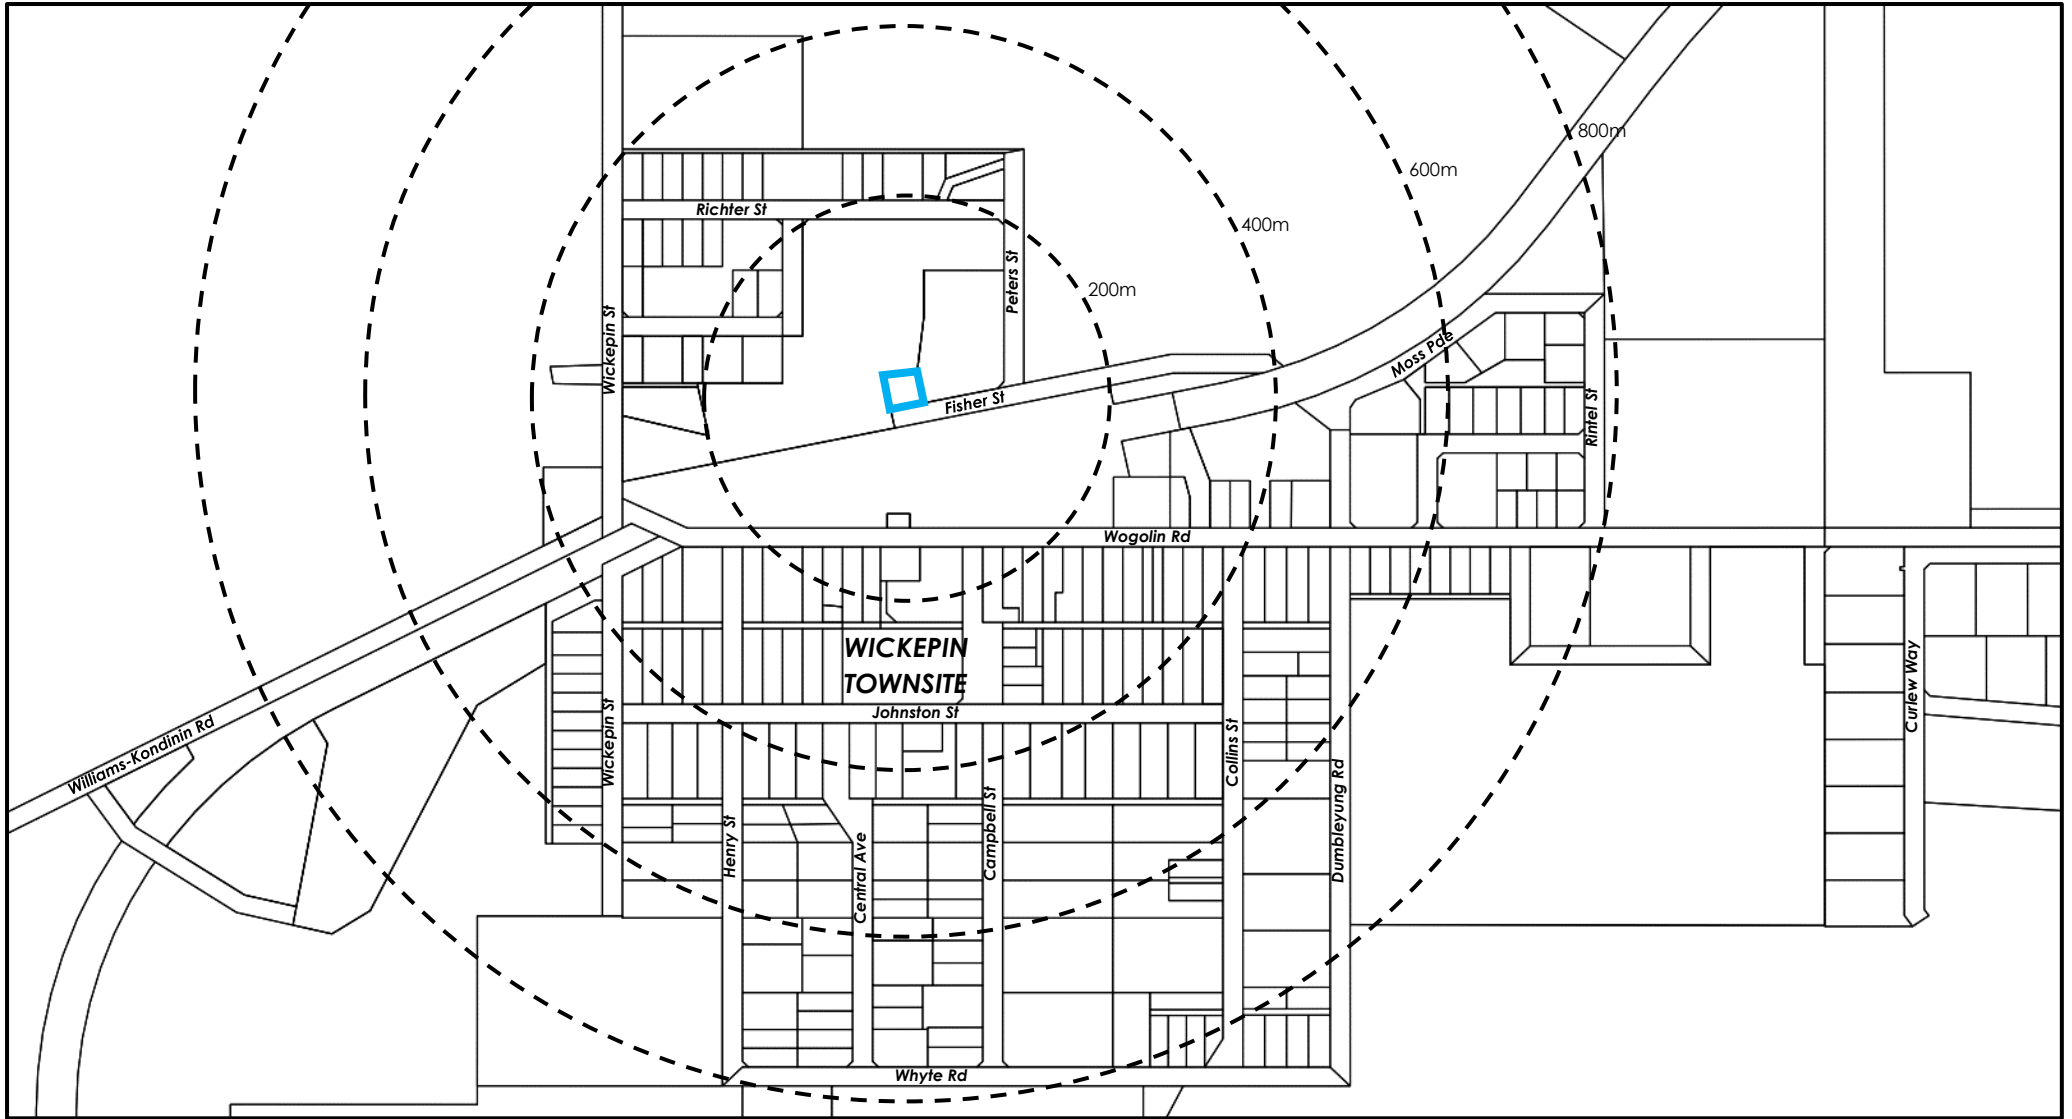 800m
600m
Richter St
400m
Peters St
200m
Wickepin St
Moss Pde
Fisher St
Rintel St
Wogolin Rd
WICKEPIN
TOWNSITE
Curlew Way
Johnston St
Wickepin St
Williams-Kondinin Rd
Collins St
Dumbleyung Rd
Campbell St
Henry St
Central Ave
Whyte Rd